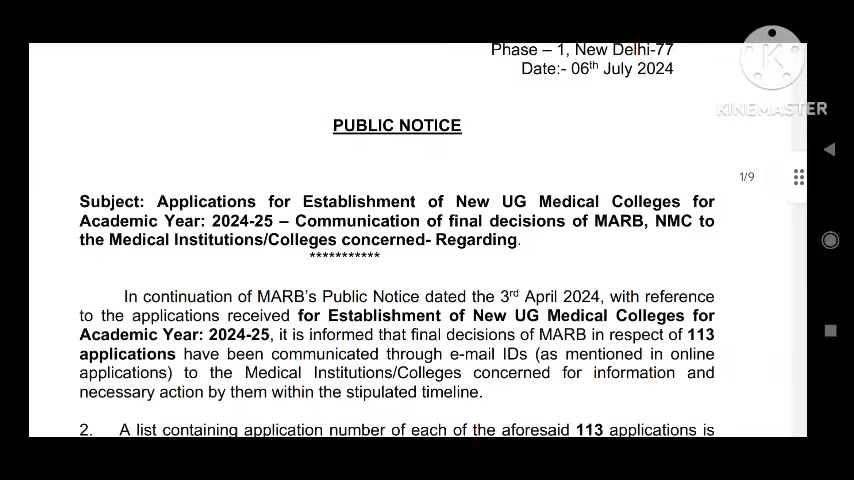 Phase – 1, New Delhi-77
Date:- 06th July 2024
KINEMASTER
PUBLIC NOTICE
1/9
Subject: Applications for Establishment of New UG Medical Colleges for
Academic Year: 2024-25 – Communication of final decisions of MARB, NMC to
the Medical Institutions/Colleges concerned- Regarding.
***********
In continuation of MARB's Public Notice dated the 3rd April 2024, with reference
to the applications received for Establishment of New UG Medical Colleges for
Academic Year: 2024-25, it is informed that final decisions of MARB in respect of 113
applications have been communicated through e-mail IDs (as mentioned in online
applications) to the Medical Institutions/Colleges concerned for information and
necessary action by them within the stipulated timeline.
2. A list containing application number of each of the aforesaid 113 applications is